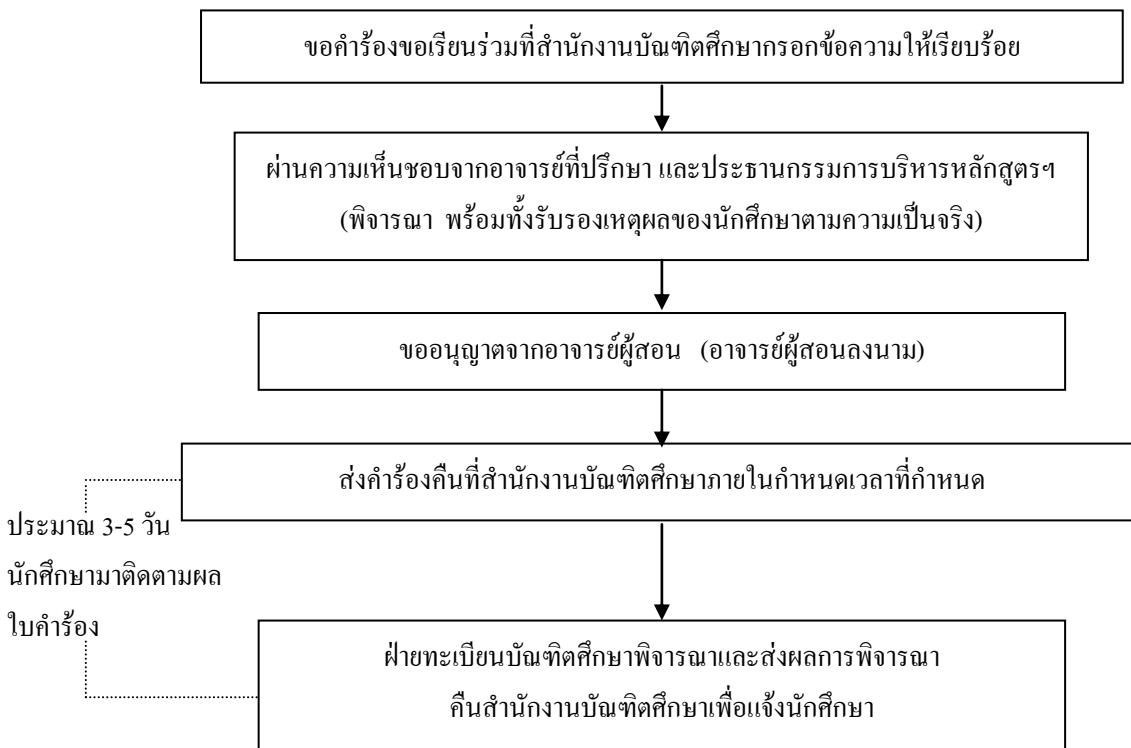 ขอคำร้องขอเรียนร่วมที่สำนักงานบัณฑิตศึกษากรอกข้อความให้เรียบร้อย
ผ่านความเห็นชอบจากอาจารย์ที่ปรึกษา และประธานกรรมการบริหารหลักสูตรฯ
(พิจารณา พร้อมทั้งรับรองเหตุผลของนักศึกษาตามความเป็นจริง)
ขออนุญาตจากอาจารย์ผู้สอน (อาจารย์ผู้สอนลงนาม)
ส่งคำร้องคืนที่สำนักงานบัณฑิตศึกษาภายในกำหนดเวลาที่กำหนด
ประมาณ 3-5 วัน
นักศึกษามาติดตามผล
ใบคำร้อง
ฝ่ายทะเบียนบัณฑิตศึกษาพิจารณาและส่งผลการพิจารณา
คืนสำนักงานบัณฑิตศึกษาเพื่อแจ้งนักศึกษา